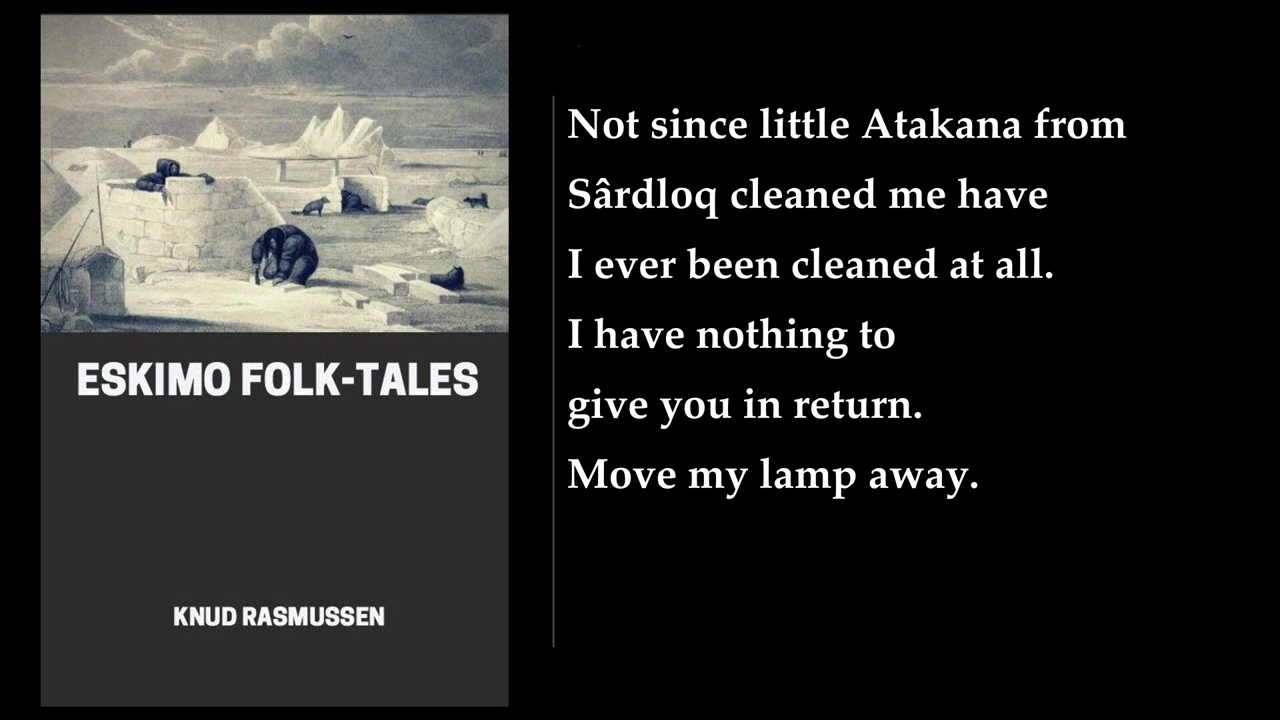 ESKIMO FOLK-TALES
KNUD RASMUSSEN
Not since little Atakana from
Sârdloq cleaned me have
I ever been cleaned at all.
I have nothing to
give you in return.
Move my lamp away.